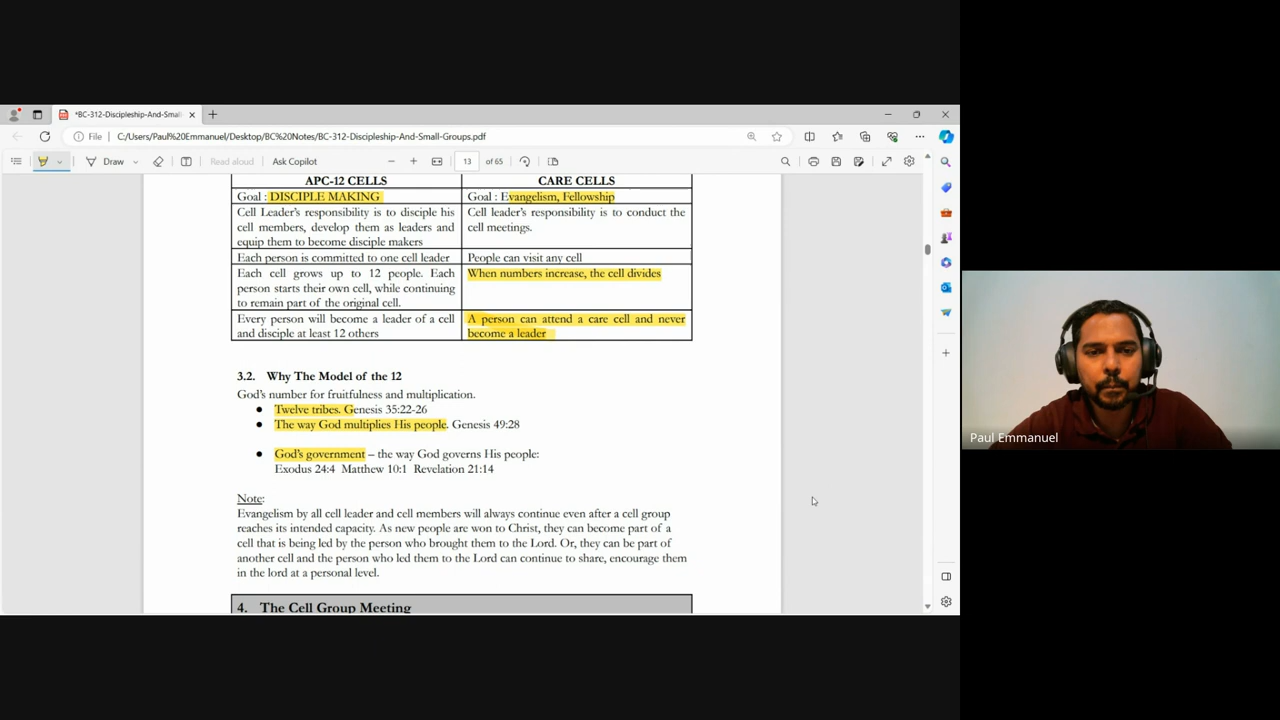 *BC-312-Discipleship-And-Smal
File
C:/Users/Paul%20Emmanuel/Desktop/BC%20Notes/BC-312-Discipleship-And-Small-Groups.pdf
Draw
Read aloud
Ask Copilot
13 of 65
APC-12 CELLS
CARE CELLS
Goal : DISCIPLE MAKING
Goal : Evangelism, Fellowship
Cell Leader's responsibility is to disciple his
cell members, develop them as leaders and
equip them to become disciple makers
Cell leader's responsibility is to conduct the
cell meetings.
Each person is committed to one cell leader
People can visit any cell
Each cell grows up to 12 people. Each
person starts their own cell, while continuing
to remain part of the original cell.
When numbers increase, the cell divides
Every person will become a leader of a cell
and disciple at least 12 others
A person can attend a care cell and never
become a leader
3.2. Why The Model of the 12
God's number for fruitfulness and multiplication.
● Twelve tribes. Genesis 35:22-26
● The way God multiplies His people. Genesis 49:28
● God's government – the way God governs His people:
Exodus 24:4 Matthew 10:1 Revelation 21:14
Note:
Evangelism by all cell leader and cell members will always continue even after a cell group
reaches its intended capacity. As new people are won to Christ, they can become part of a
cell that is being led by the person who brought them to the Lord. Or, they can be part of
another cell and the person who led them to the Lord can continue to share, encourage them
in the lord at a personal level.
4. The Cell Group Meeting
Paul Emmanuel